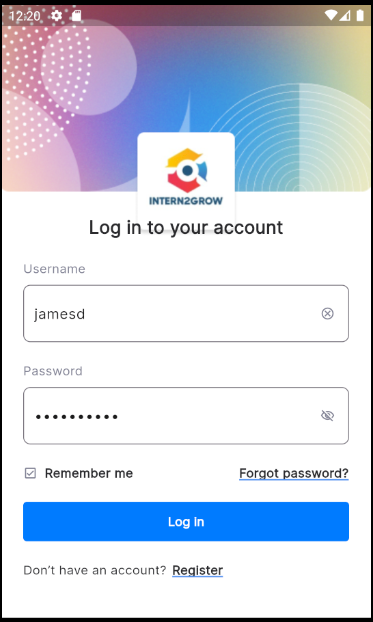 12:20
INTERN2GROW
Log in to your account
Username
jamesd
Password
••••••••••
Remember me Forgot password?
Log In
Don't have an account? Register